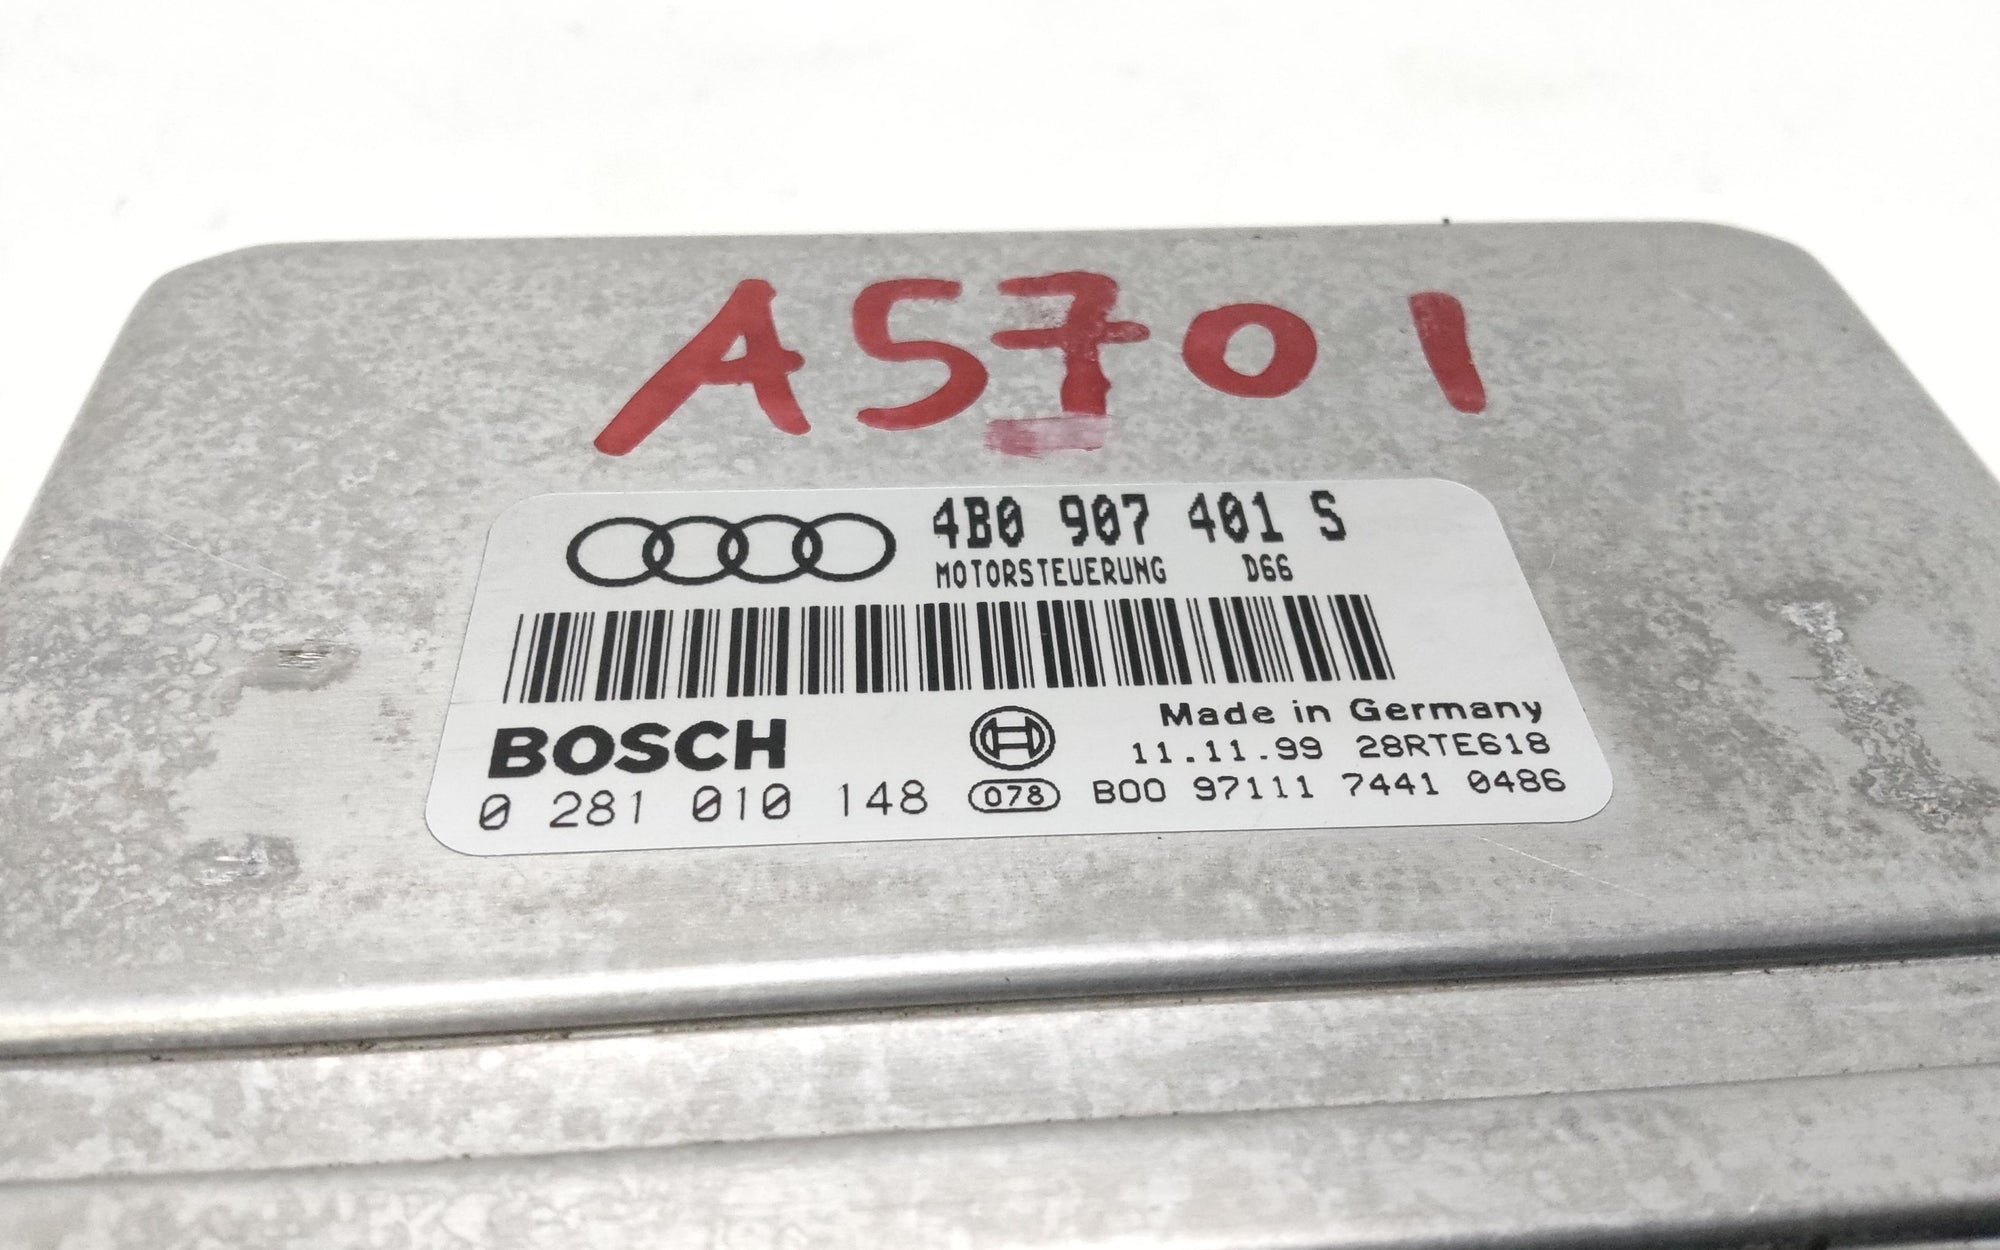 A5701
4B0 907 401 S
MOTORSTEUERUNG D66
BOSCH
Made in Germany
11.11.99 28RTE618
0 281 010 148 078 B00 97111 7441 0486